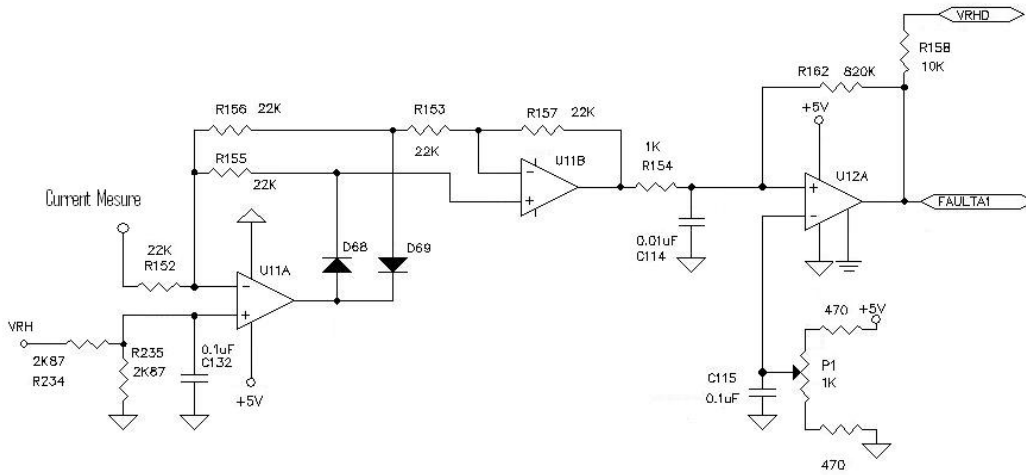 VRHD
R158
10K
R162 820K
+5V
R156 22K
R153
22K
R157 22K
R155
22K
U11B
1K
R154
U12A
FAULTA1
Current Mesure
22K
R152
U11A
D68
D69
0.01uF
C114
VRH
2K87
R234
R235
2K87
0.1uF
C132
+5V
470
+5V
P1
1K
C115
0.1uF
470